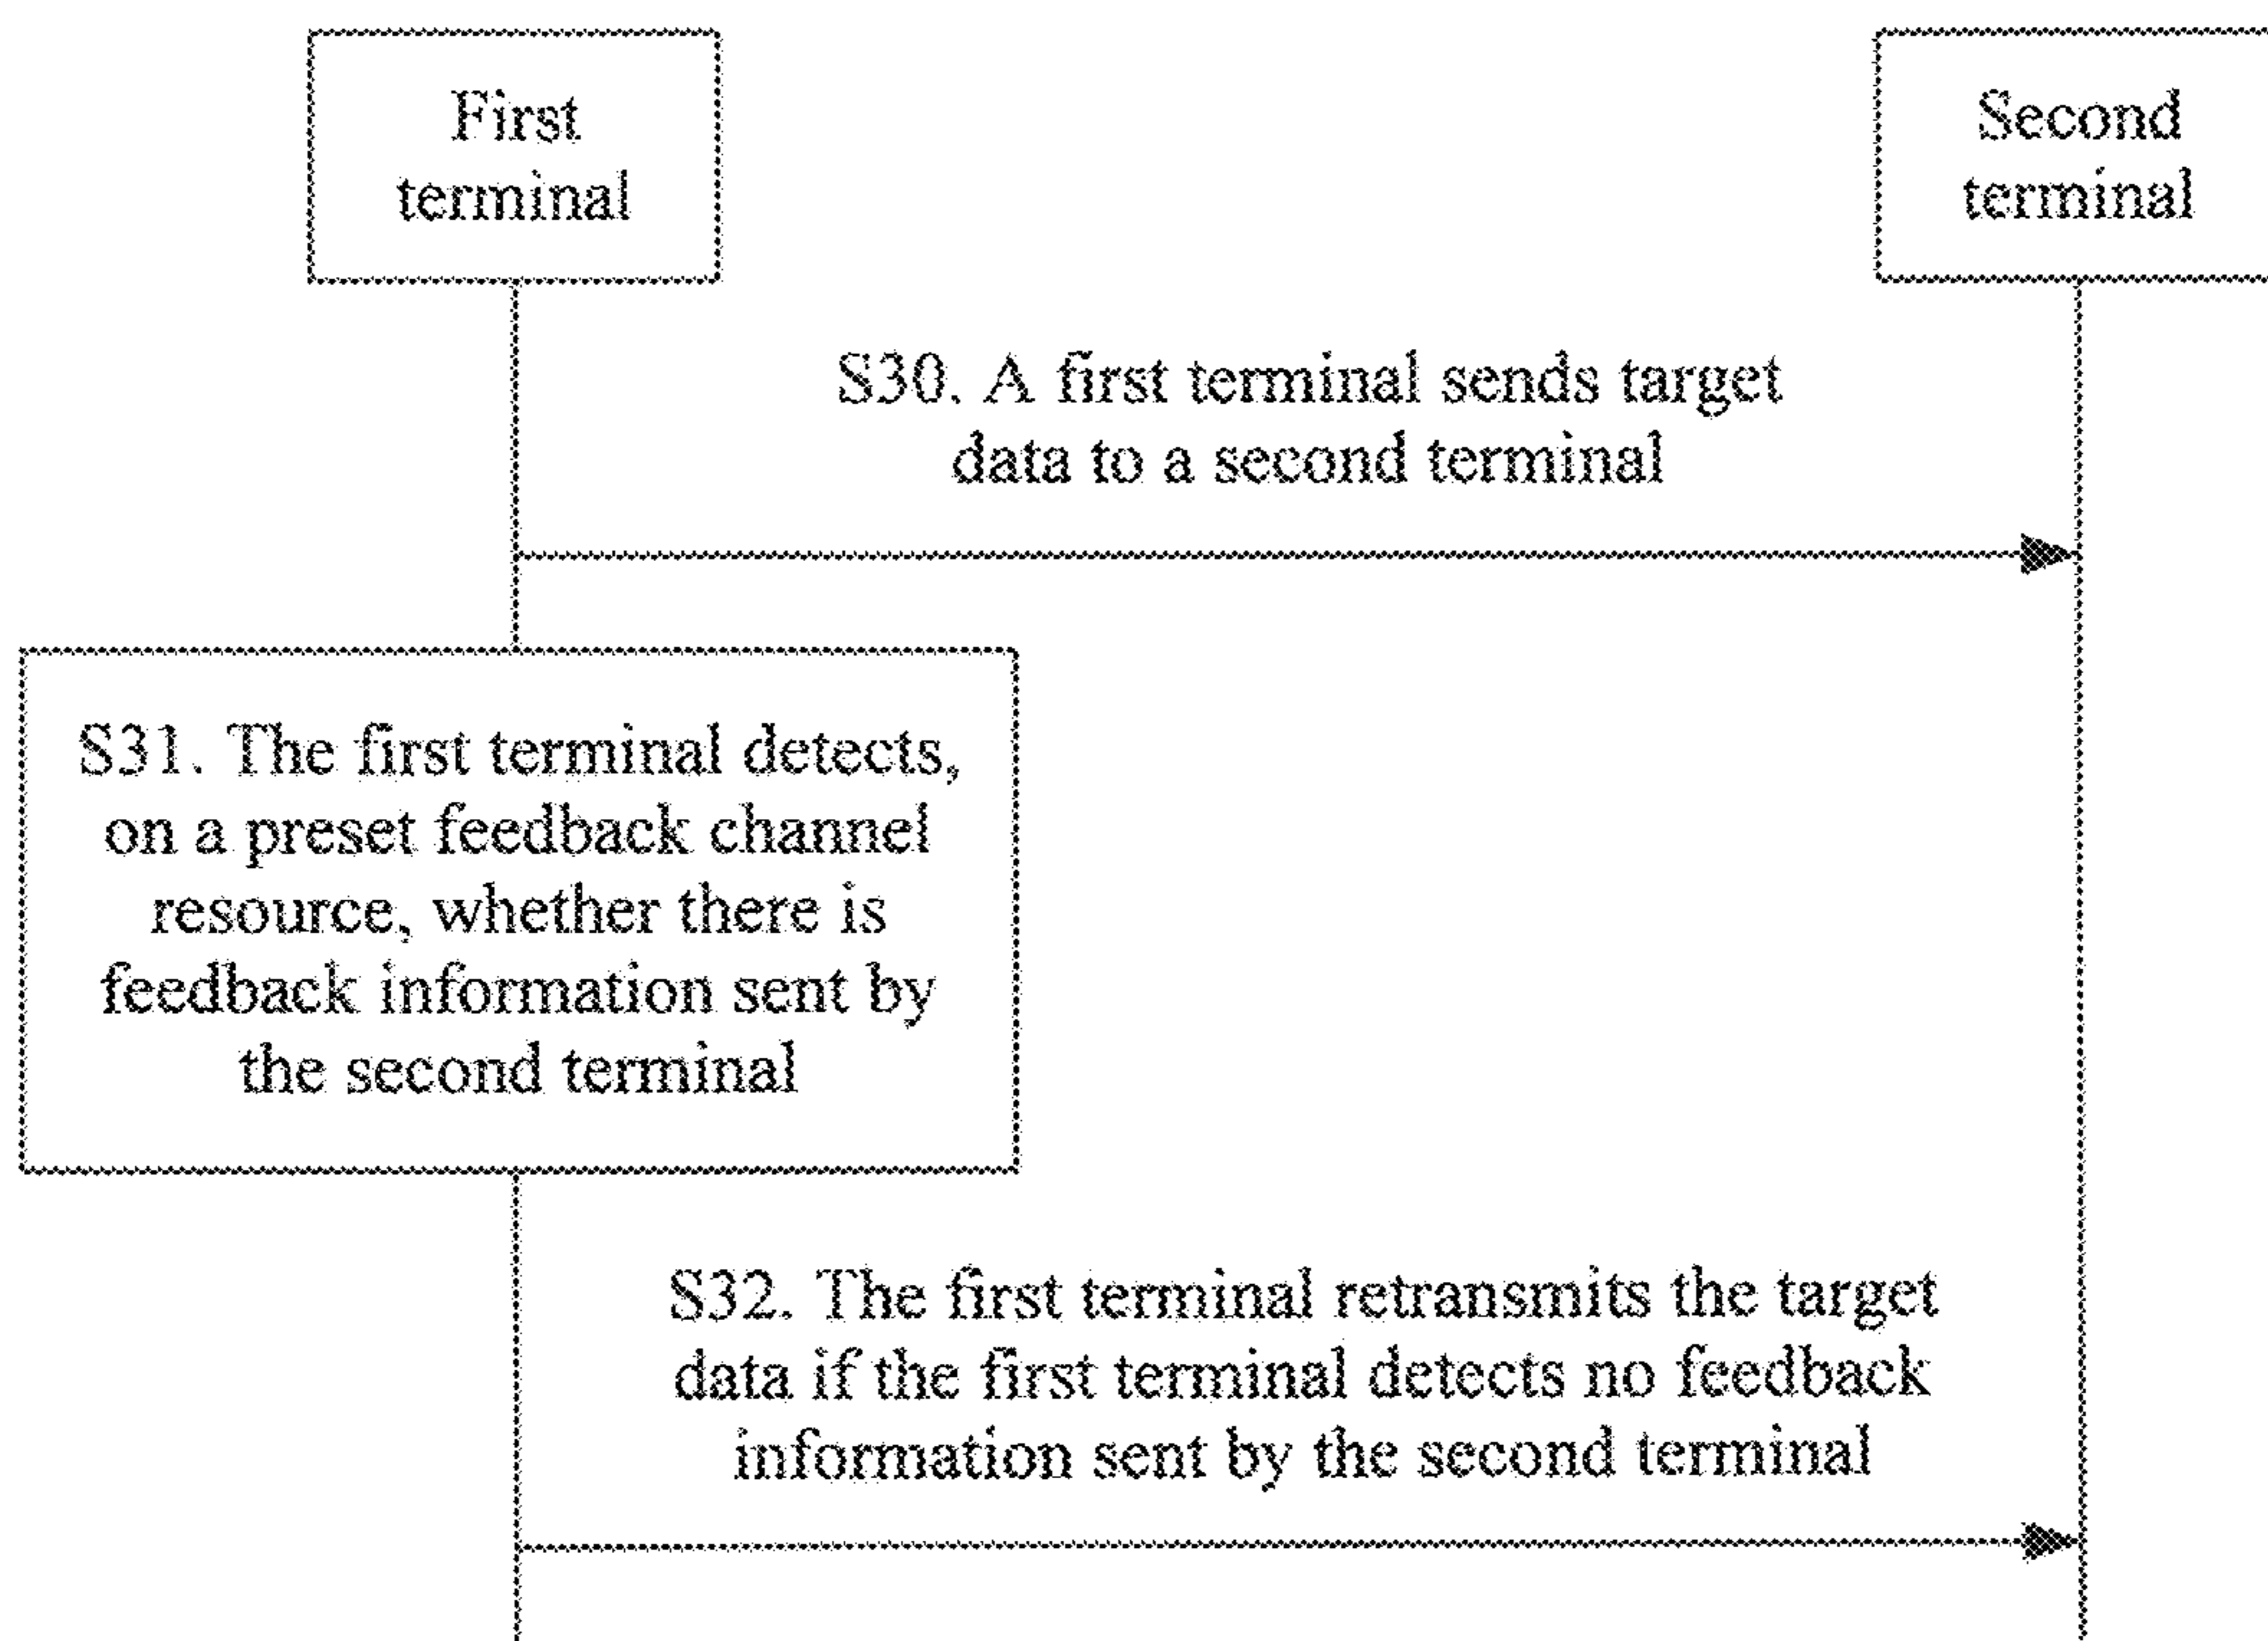 First
terminal
Second
terminal
S30. A first terminal sends target
data to a second terminal
S31. The first terminal detects,
on a preset feedback channel
resource, whether there is
feedback information sent by
the second terminal
S32. The first terminal retransmits the target
data if the first terminal detects no feedback
information sent by the second terminal